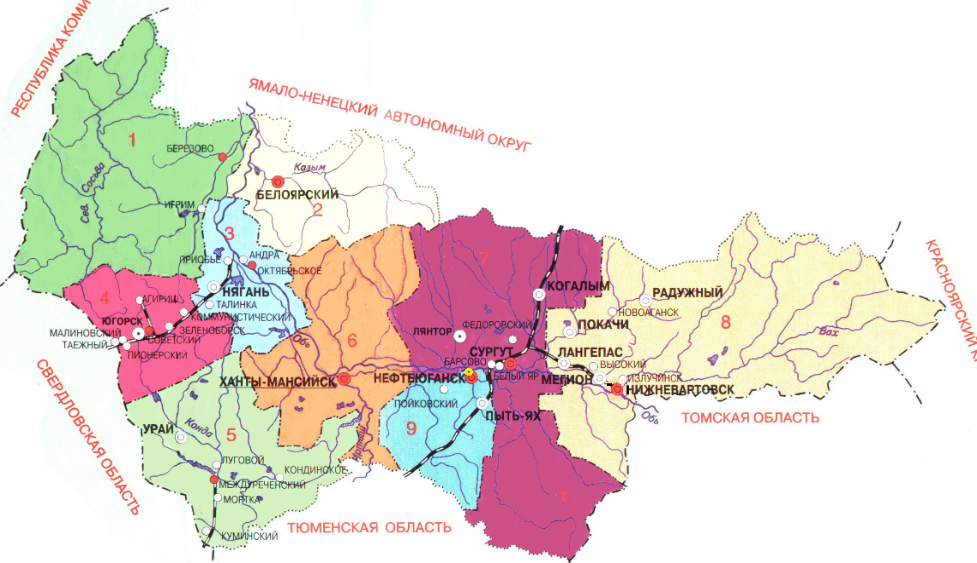 РЕСПУБЛИКА КОМИ
ЯМАЛО-НЕНЕЦКИЙ АВТОНОМНЫЙ ОКРУГ
1
БЕРЕЗОВО
Казым
БЕЛОЯРСКИЙ
2
Сев. Сосьва
ИГРИМ
3
АНДРА
ПРИОБЬЕ
ОКТЯБРЬСКОЕ
7
КРАСНОЯРСКИЙ К
4
НЯГАНЬ
КОГАЛЫМ
РАДУЖНЫЙ
АГИРИШ
ТАЛИНКА
НОВОАГАНСК
8
КОММУНИСТИЧЕСКИЙ
ЮГОРСК
ЗЕЛЕНОБОРСК
ПОКАЧИ
Вах
МАЛИНОВСКИЙ
СОВЕТСКИЙ
Обь
6
ЛЯНТОР
ФЕДОРОВСКИЙ
ТАЕЖНЫЙ
ПИОНЕРСКИЙ
СУРГУТ
ЛАНГЕПАС
БАРСОВО
ВЫСОКИЙ
СВЕРДЛОВСКАЯ ОБЛАСТЬ
ХАНТЫ-МАНСИЙСК
НЕФТЕЮГАНСК
БЕЛЫЙ ЯР
МЕГИОН
ИЗЛУЧИНСК
НИЖНЕВАРТОВСК
ПОЙКОВСКИЙ
ПЫТЬ-ЯХ
Обь
ТОМСКАЯ ОБЛАСТЬ
УРАЙ
Конда
5
9
Иртыш
ЛУГОВОЙ
КОНДИНСКОЕ
МЕЖДУРЕЧЕНСКИЙ
МОРТКА
7
КУМИНСКИЙ
ТЮМЕНСКАЯ ОБЛАСТЬ